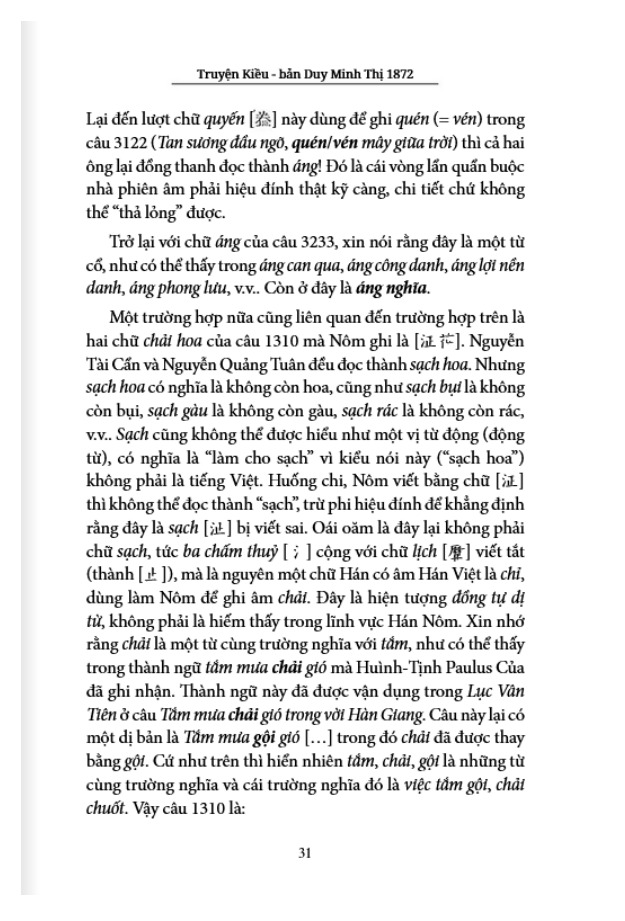 Truyện Kiều - bản Duy Minh Thị 1872
Lại đến lượt chữ quyến [] này dùng để ghi quén (= vén) trong
câu 3122 (Tan sương đầu ngõ, quén/vén mây giữa trời) thì cả hai
ông lại đồng thanh đọc thành áng! Đó là cái vòng lẩn quẩn buộc
nhà phiên âm phải hiệu đính thật kỹ càng, chi tiết chứ không
thể “thả lỏng” được.
Trở lại với chữ áng của câu 3233, xin nói rằng đây là một từ
cổ, như có thể thấy trong áng can qua, áng công danh, áng lợi nền
danh, áng phong lưu, v.v.. Còn ở đây là áng nghĩa.
Một trường hợp nữa cũng liên quan đến trường hợp trên là
hai chữ chải hoa của câu 1310 mà Nôm ghi là []. Nguyễn
Tài Cẩn và Nguyễn Quảng Tuân đều đọc thành sạch hoa. Nhưng
sạch hoa có nghĩa là không còn hoa, cũng như sạch bụi là không
còn bụi, sạch gàu là không còn gàu, sạch rác là không còn rác,
v.v.. Sạch cũng không thể được hiểu như một vị từ động (động
từ), có nghĩa là “làm cho sạch” vì kiểu nói này (“sạch hoa”)
không phải là tiếng Việt. Huống chi, Nôm viết bằng chữ []
thì không thể đọc thành “sạch”, trừ phi hiệu đính để khẳng định
rằng đây là sạch [沚] bị viết sai. Oái oăm là đây lại không phải
chữ sạch, tức ba chấm thuỷ [氵] cộng với chữ lịch [] viết tắt
(thành [止]), mà là nguyên một chữ Hán có âm Hán Việt là chỉ,
dùng làm Nôm để ghi âm chải. Đây là hiện tượng đồng tự dị
từ, không phải là hiếm thấy trong lĩnh vực Hán Nôm. Xin nhớ
rằng chải là một từ cùng trường nghĩa với tắm, như có thể thấy
trong thành ngữ tắm mưa chải gió mà Huình-Tịnh Paulus Của
đã ghi nhận. Thành ngữ này đã được vận dụng trong Lục Vân
Tiên ở câu Tắm mưa chải gió trong vời Hàn Giang. Câu này lại có
một dị bản là Tắm mưa gội gió […] trong đó chải đã được thay
bằng gội. Cứ như trên thì hiển nhiên tắm, chải, gội là những từ
cùng trường nghĩa và cái trường nghĩa đó là việc tắm gội, chải
chuốt. Vậy câu 1310 là:
31